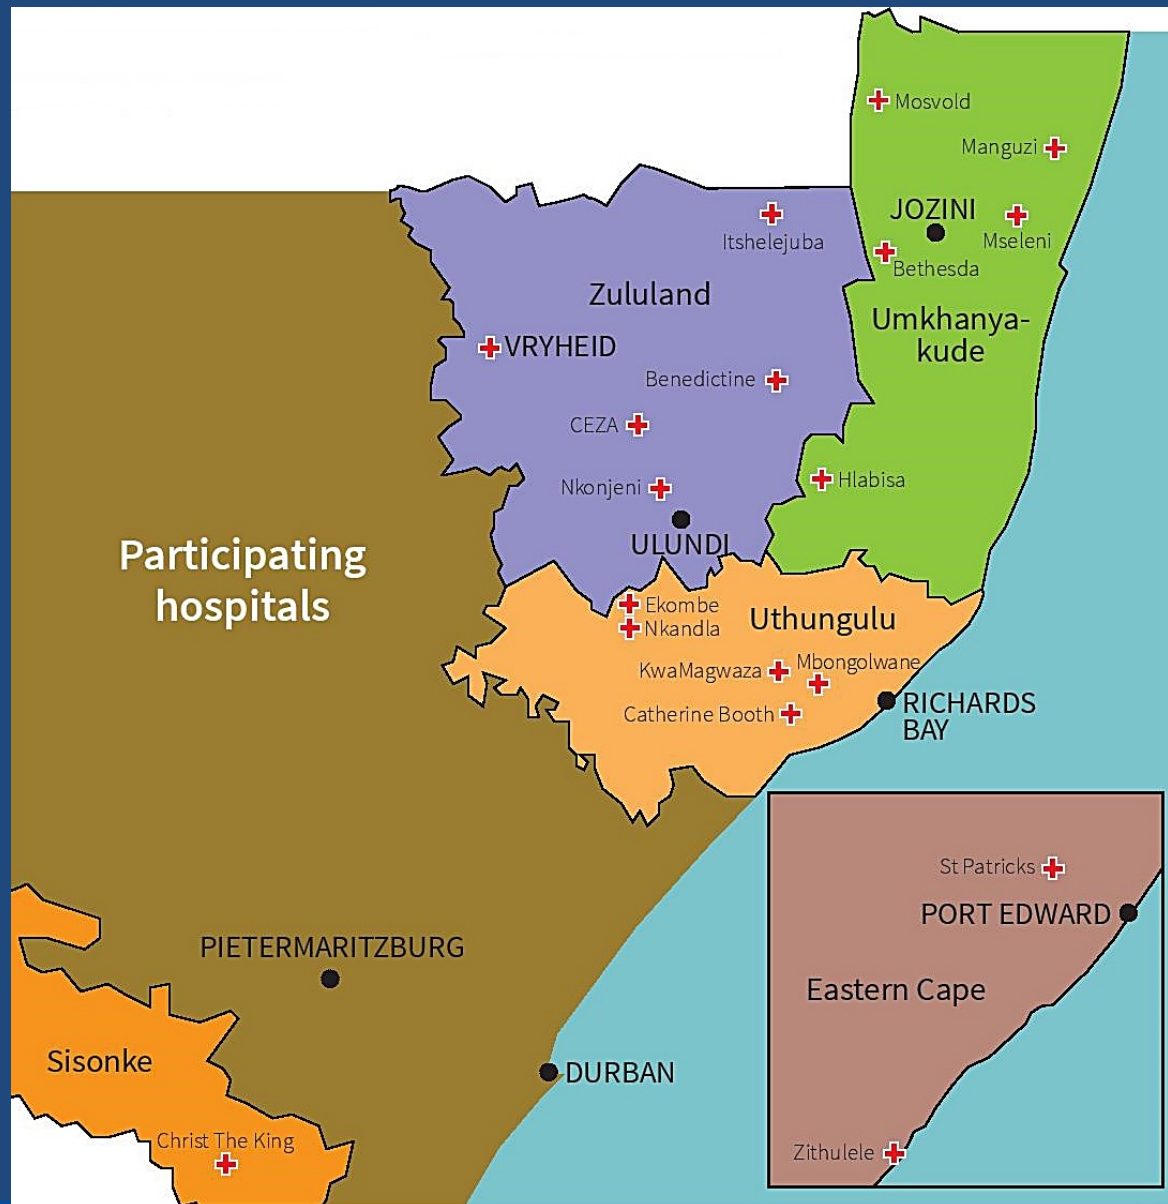 Mosvold
Manguzi
JOZINI
Mseleni
Bethesda
Itshelejuba
Zululand
Umkhanya-
kude
VRYHEID
Benedictine
CEZA
Hlabisa
Nkonjeni
ULUNDI
Participating
hospitals
Ekombe
Nkandla
Uthungulu
KwaMagwaza
Mbongolwane
Catherine Booth
RICHARDS
BAY
St Patricks
PORT EDWARD
Eastern Cape
Zithulele
PIETERMARITZBURG
DURBAN
Sisonke
Christ The King